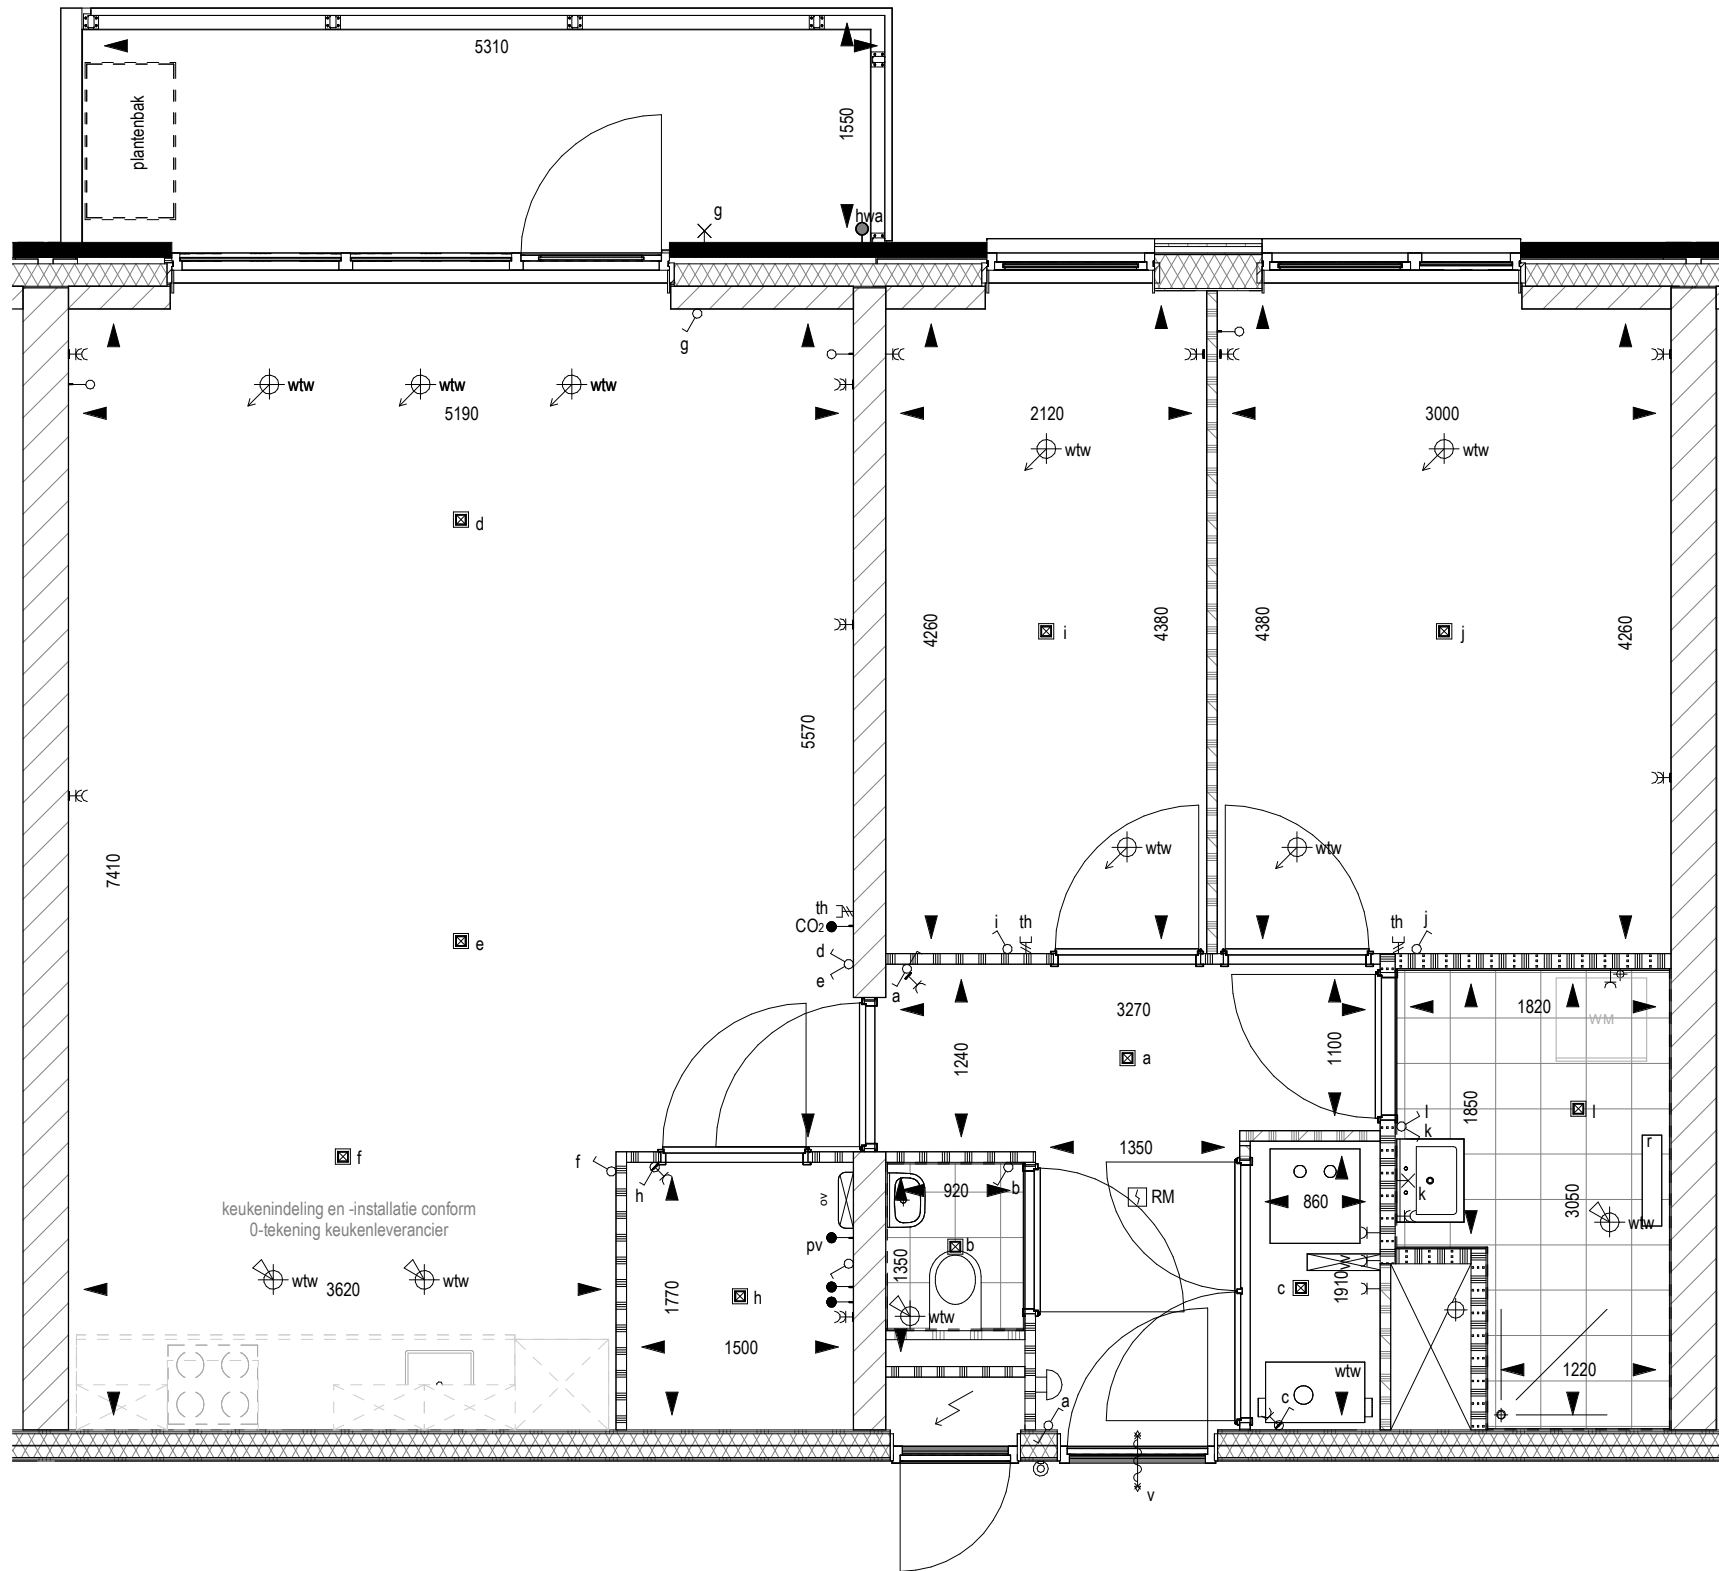 5310
plantenbak
1550
g
hwa
g
wtw
wtw
wtw
5190
2120
3000
wtw
wtw
d
i
j
4260
4380
4380
4260
5570
7410
wtw
wtw
th
CO2
d
e
e
i
th
th
j
a
3270
1820
WM
1240
a
1100
1850
l
l
k
r
f
f
1350
h
ov
920
b
RM
860
k
3050
wtw
keukenindeling en -installatie conform
0-tekening keukenleverancier
pv
b
1350
wtw
wtw
3620
1770
h
c
1910
wtw
1500
wtw
1220
a
c
v